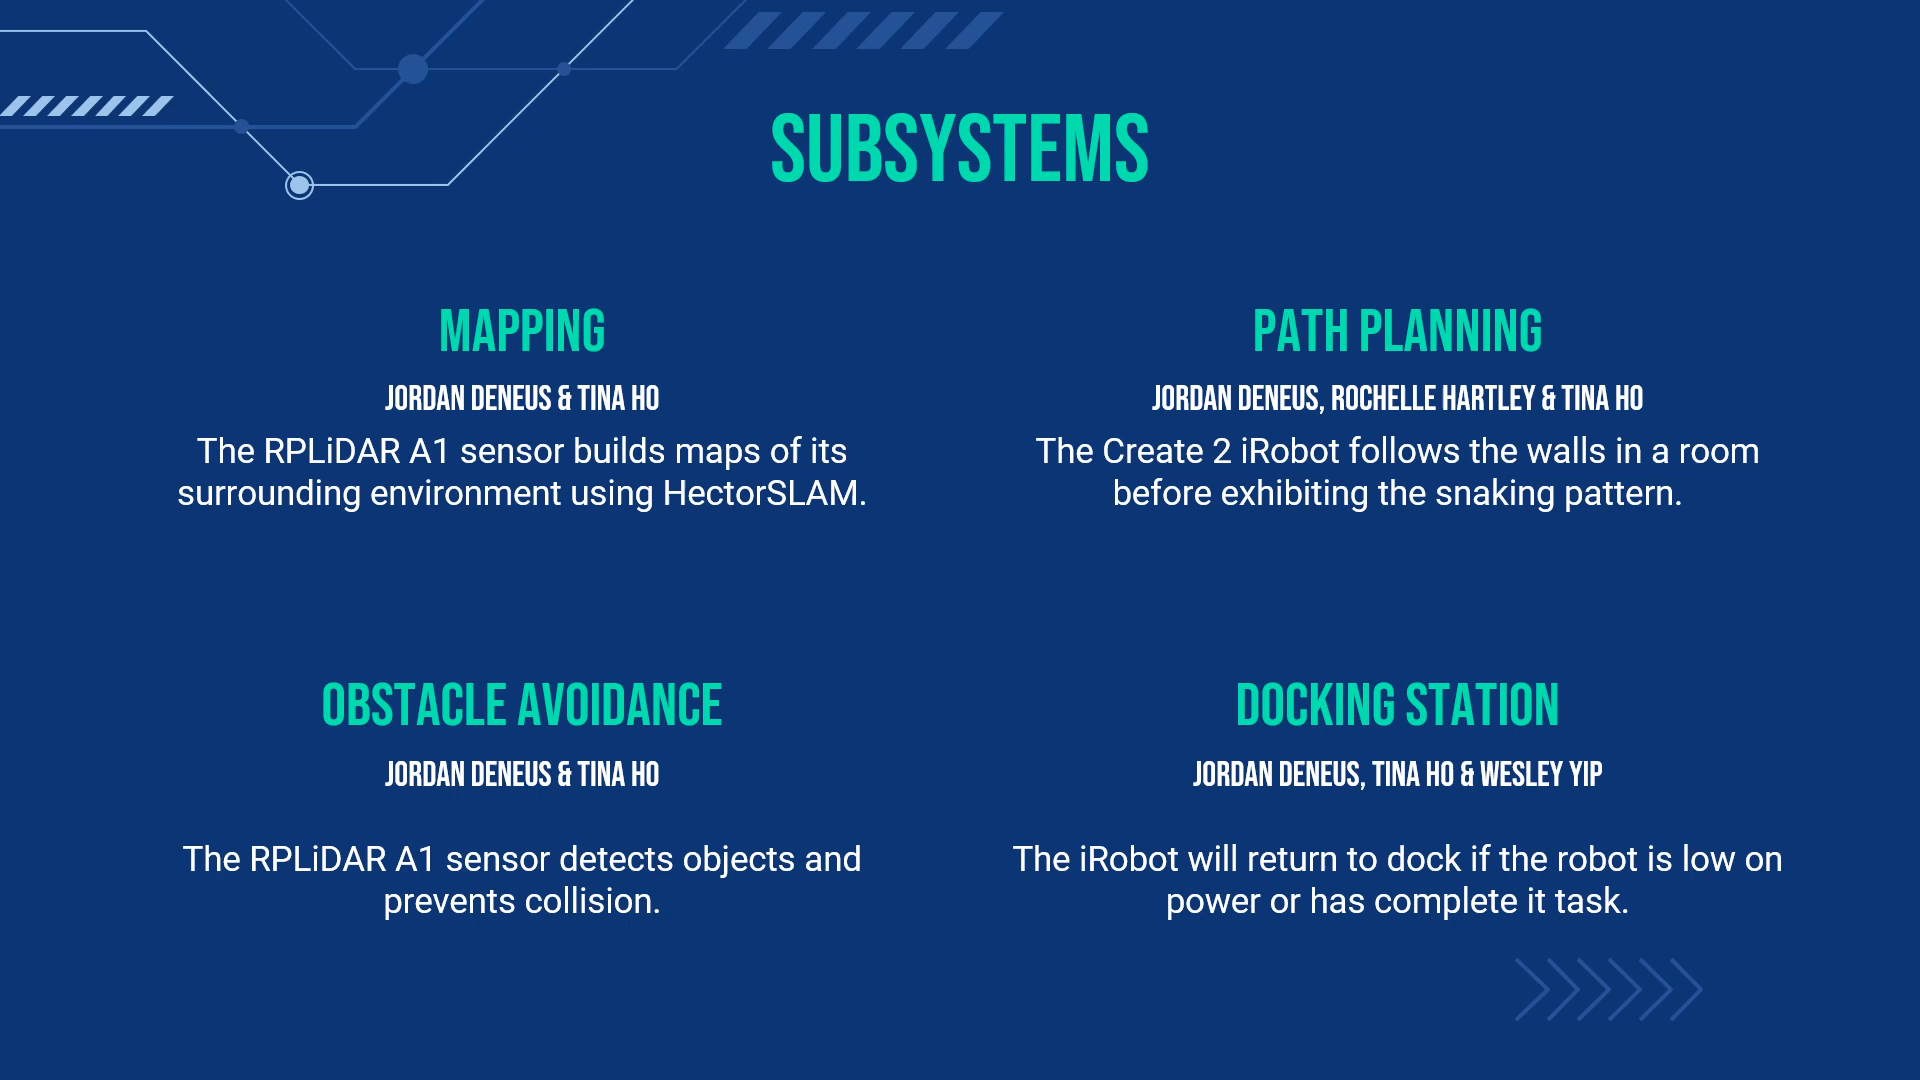 SUBSYSTEMS
MAPPING
JORDAN DENEUS & TINA HO
The RPLiDAR A1 sensor builds maps of its
surrounding environment using HectorSLAM.
PATH PLANNING
JORDAN DENEUS, ROCHELLE HARTLEY & TINA HO
The Create 2 iRobot follows the walls in a room
before exhibiting the snaking pattern.
OBSTACLE AVOIDANCE
JORDAN DENEUS & TINA HO
The RPLiDAR A1 sensor detects objects and
prevents collision.
DOCKING STATION
JORDAN DENEUS, TINA HO & WESLEY YIP
The iRobot will return to dock if the robot is low on
power or has complete it task.